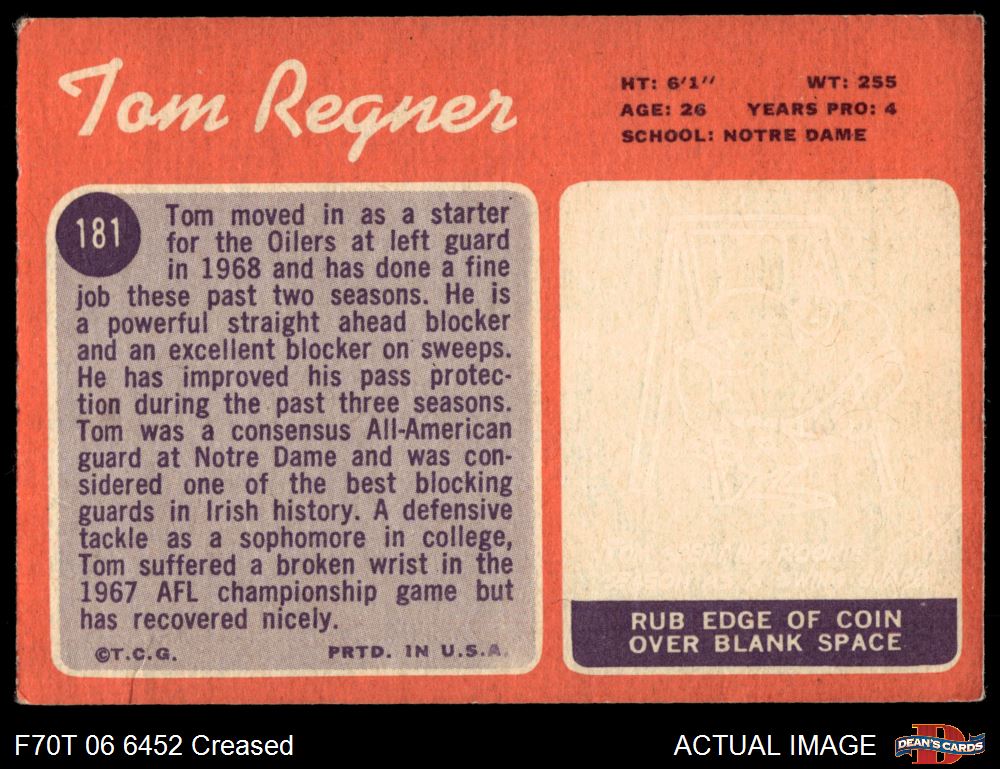 Tom Regner
HT: 6'1" WT: 255
AGE: 26 YEARS PRO: 4
SCHOOL: NOTRE DAME
181
Tom moved in as a starter
for the Oilers at left guard
in 1968 and has done a fine
job these past two seasons. He is
a powerful straight ahead blocker
and an excellent blocker on sweeps.
He has improved his pass protec-
tion during the past three seasons.
Tom was a consensus All-American
guard at Notre Dame and was con-
sidered one of the best blocking
guards in Irish history. A defensive
tackle as a sophomore in college,
Tom suffered a broken wrist in the
1967 AFL championship game but
has recovered nicely.
©T.C.G. PRTD. IN U.S.A.
RUB EDGE OF COIN
OVER BLANK SPACE
F70T 06 6452 Creased
ACTUAL IMAGE
DEAN'S CARDS